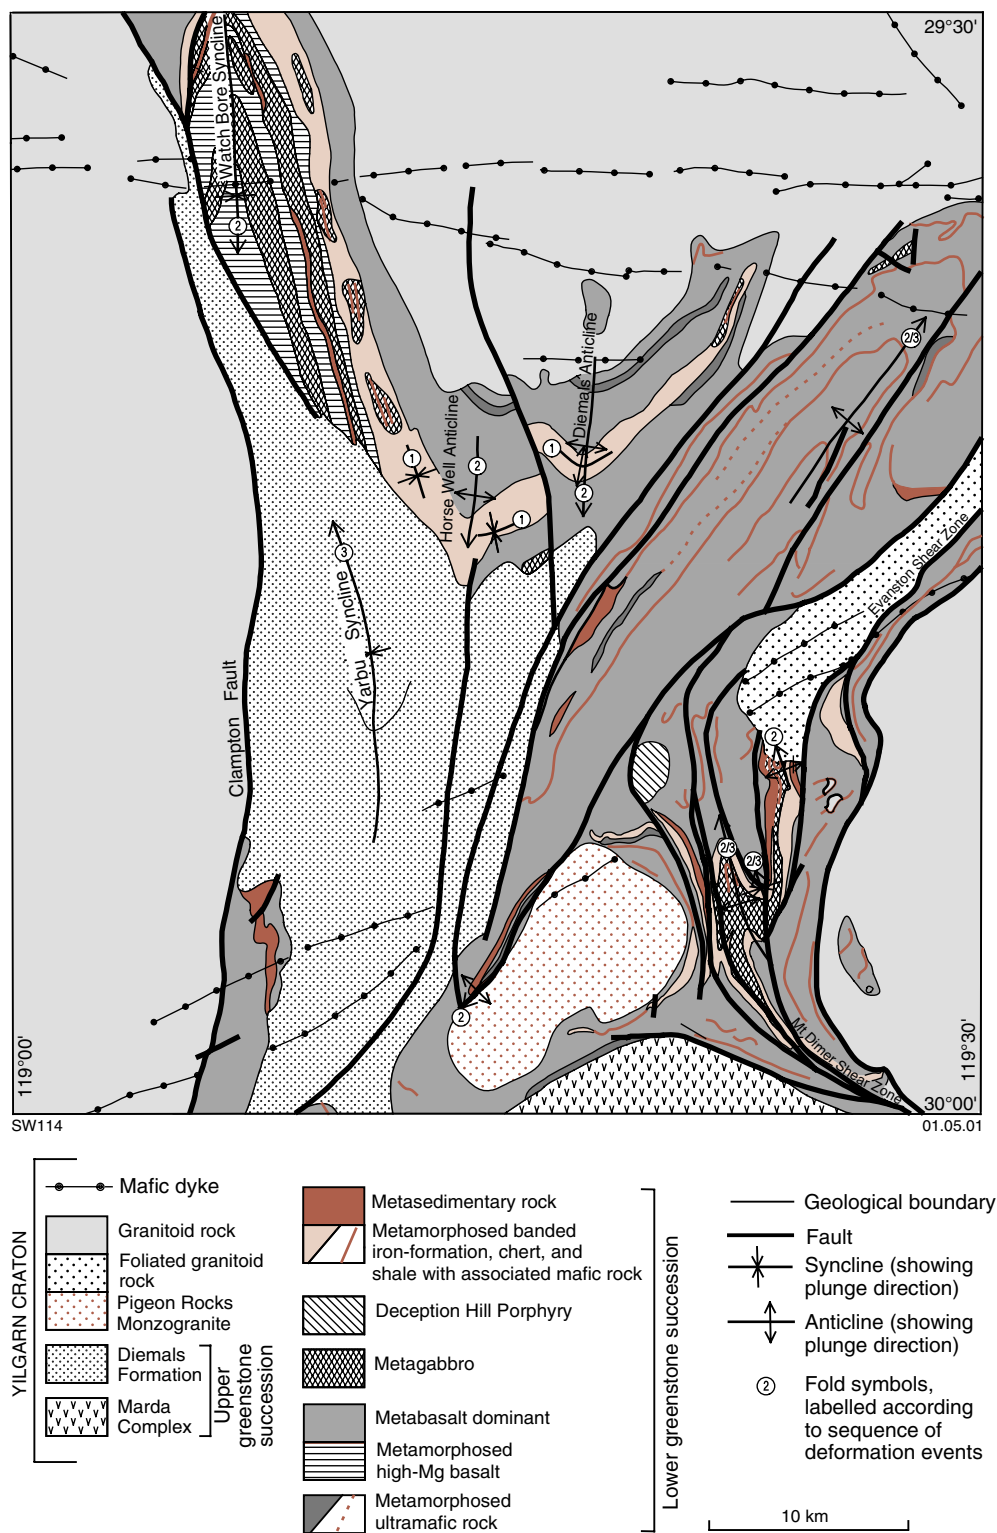 29°30'
Watch Bore Syncline
2
Diemals Anticline
2/3
Horse Well Anticline
1
2
1
2
1
3
Yarbu Syncline
Evanston Shear Zone
Clampton Fault
2
2/3
2/3
2
Mt Dimer Shear Zone
119°00'
119°30'
30°00'
SW114
01.05.01
YILGARN CRATON
Mafic dyke
Granitoid rock
Foliated granitoid
rock
Pigeon Rocks
Monzogranite
Diemals
Formation
Marda
Complex
Upper
greenstone
succession
Metasedimentary rock
Metamorphosed banded
iron-formation, chert, and
shale with associated mafic rock
Deception Hill Porphyry
Metagabbro
Metabasalt dominant
Metamorphosed
high-Mg basalt
Metamorphosed
ultramafic rock
Lower greenstone succession
Geological boundary
Fault
Syncline (showing
plunge direction)
Anticline (showing
plunge direction)
2
Fold symbols,
labelled according
to sequence of
deformation events
10 km